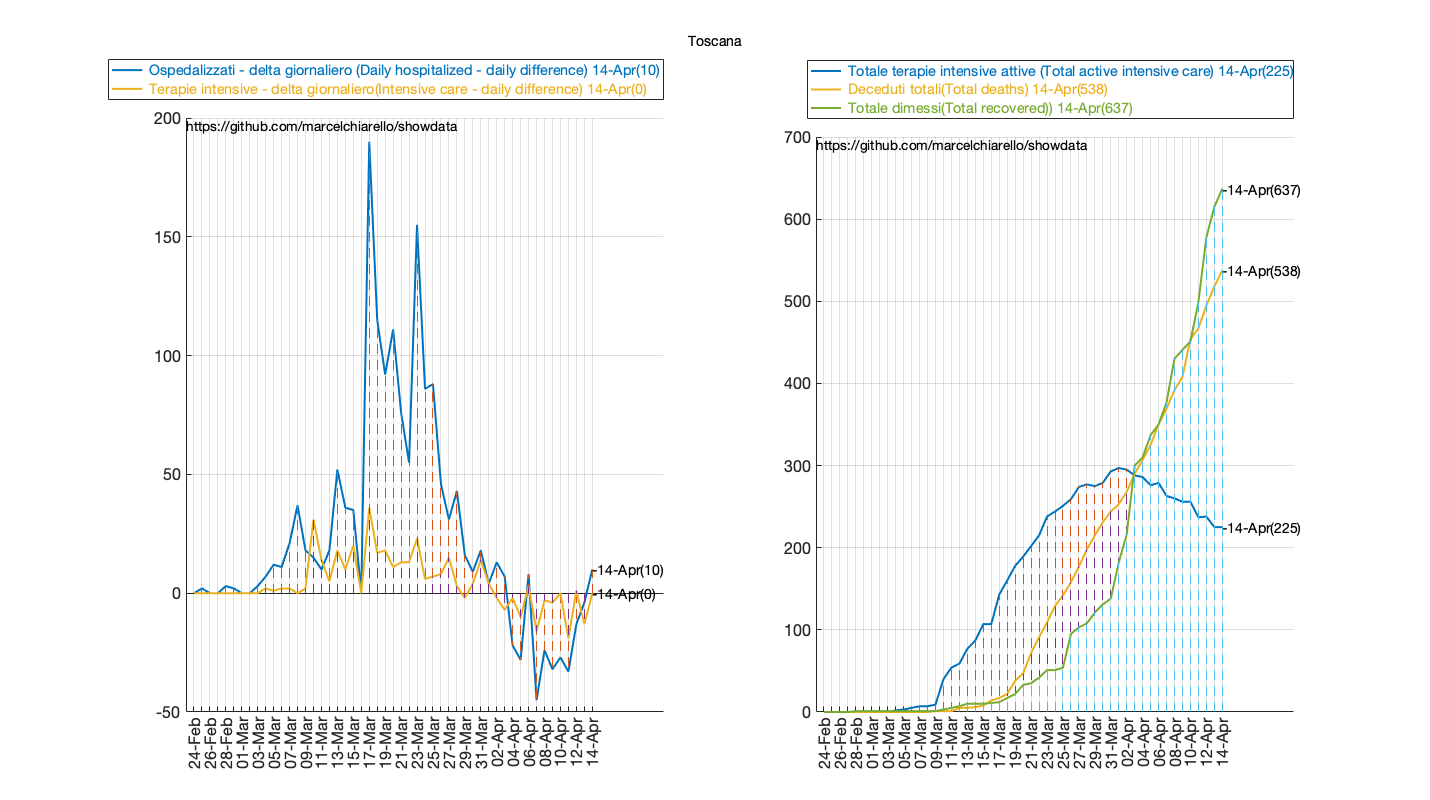 Toscana
Ospedalizzati - delta giornaliero (Daily hospitalized - daily difference) 14-Apr(10)
Terapie intensive - delta giornaliero(Intensive care - daily difference) 14-Apr(0)
https://github.com/marcelchiarello/showdata
200
150
100
50
0
-50
14-Apr(10)
14-Apr(0)
24-Feb
26-Feb
28-Feb
01-Mar
03-Mar
05-Mar
07-Mar
09-Mar
11-Mar
13-Mar
15-Mar
17-Mar
19-Mar
21-Mar
23-Mar
25-Mar
27-Mar
29-Mar
31-Mar
02-Apr
04-Apr
06-Apr
08-Apr
10-Apr
12-Apr
14-Apr
Totale terapie intensive attive (Total active intensive care) 14-Apr(225)
Deceduti totali(Total deaths) 14-Apr(538)
Totale dimessi(Total recovered)) 14-Apr(637)
https://github.com/marcelchiarello/showdata
700
600
500
400
300
200
100
0
14-Apr(637)
14-Apr(538)
14-Apr(225)
24-Feb
26-Feb
28-Feb
01-Mar
03-Mar
05-Mar
07-Mar
09-Mar
11-Mar
13-Mar
15-Mar
17-Mar
19-Mar
21-Mar
23-Mar
25-Mar
27-Mar
29-Mar
31-Mar
02-Apr
04-Apr
06-Apr
08-Apr
10-Apr
12-Apr
14-Apr